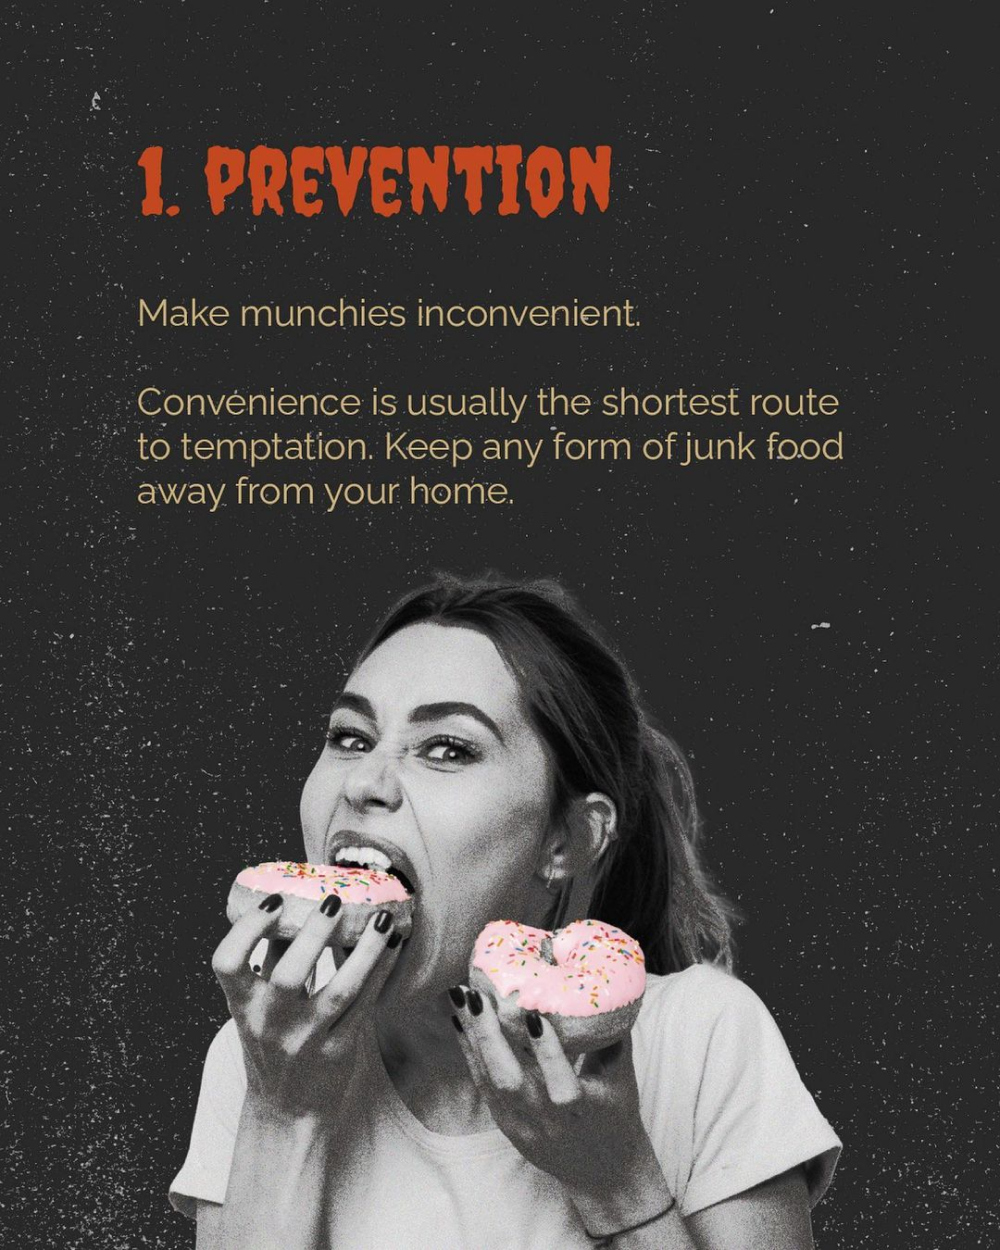 1. PREVENTION
Make munchies inconvenient.
Convenience is usually the shortest route
to temptation. Keep any form of junk food
away from your home.